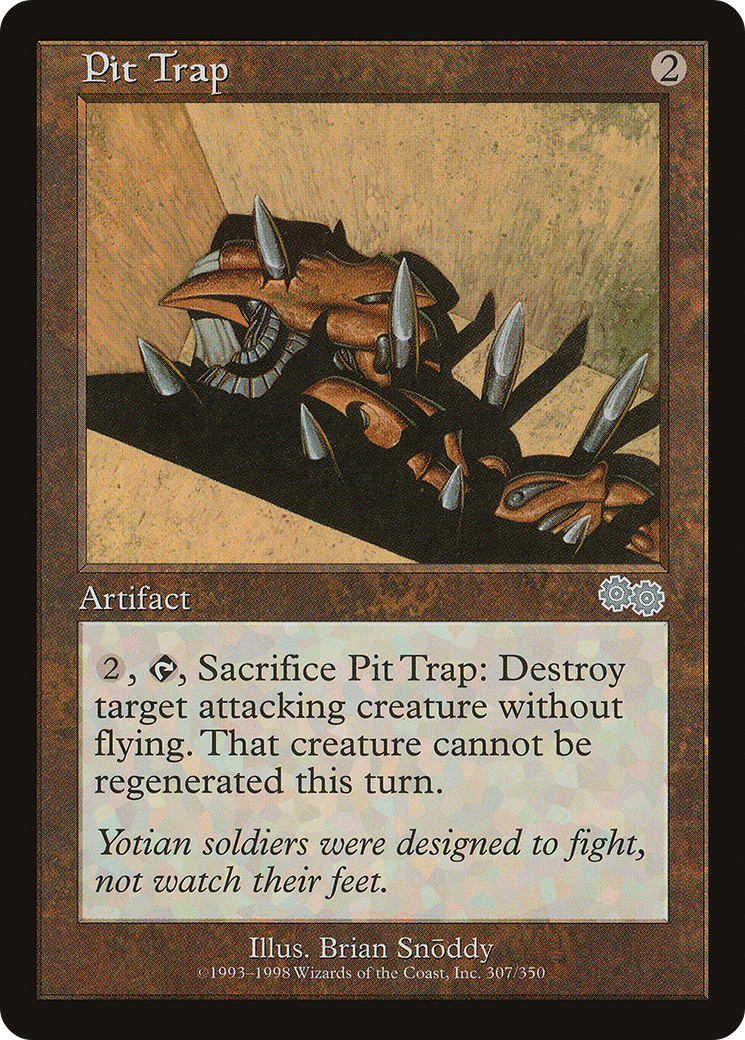 Pit Trap 2
Artifact
2, , Sacrifice Pit Trap: Destroy
target attacking creature without
flying. That creature cannot be
regenerated this turn.
Yotian soldiers were designed to fight,
not watch their feet.
Illus. Brian Snōddy
©1993–1998 Wizards of the Coast, Inc. 307/350